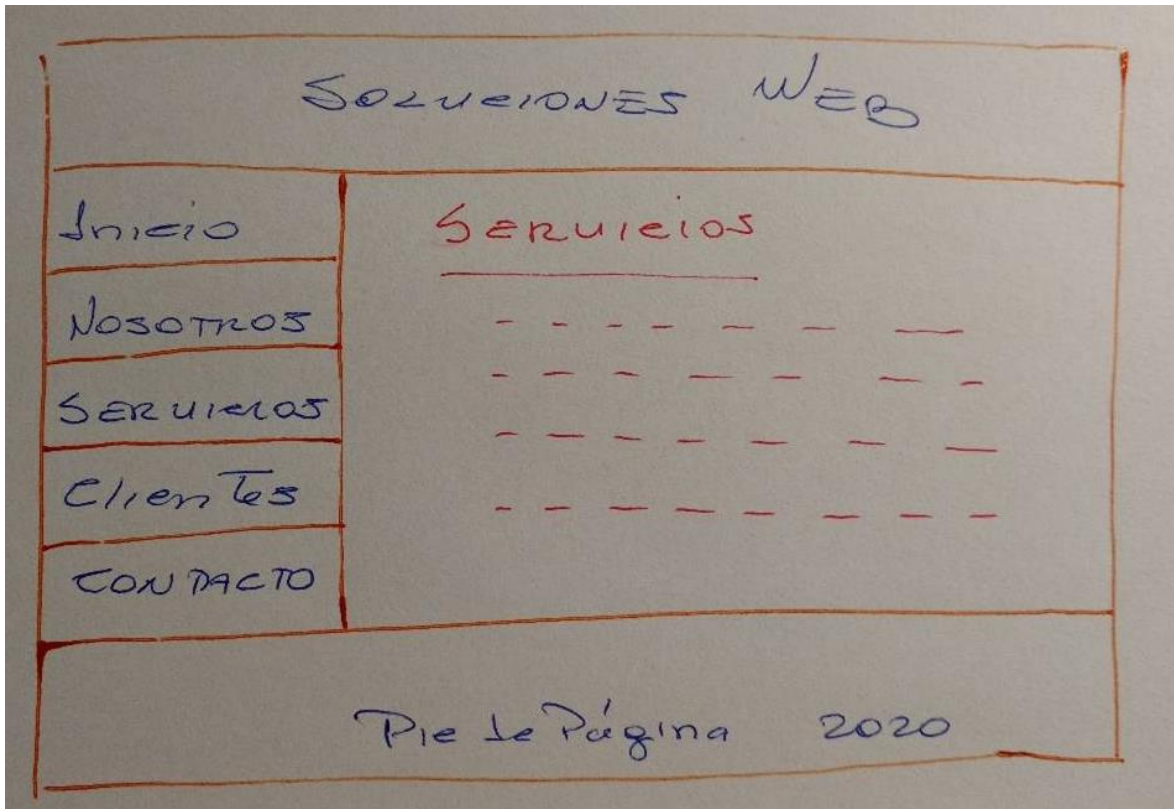 SOLUCIONES WEB
Inicio
NOSOTROS
SERVICIOS
Clientes
CONTACTO
SERVICIOS
Pie de Página 2020